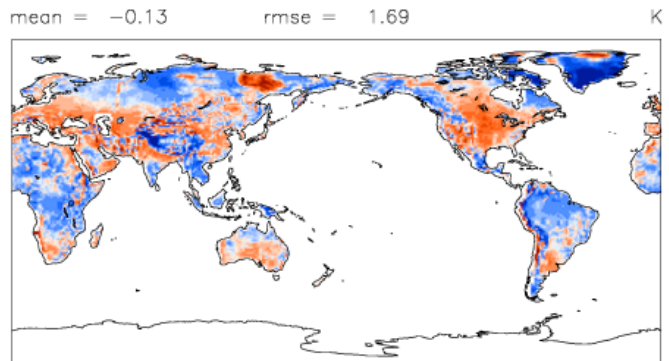 mean = -0.13 rmse = 1.69 K